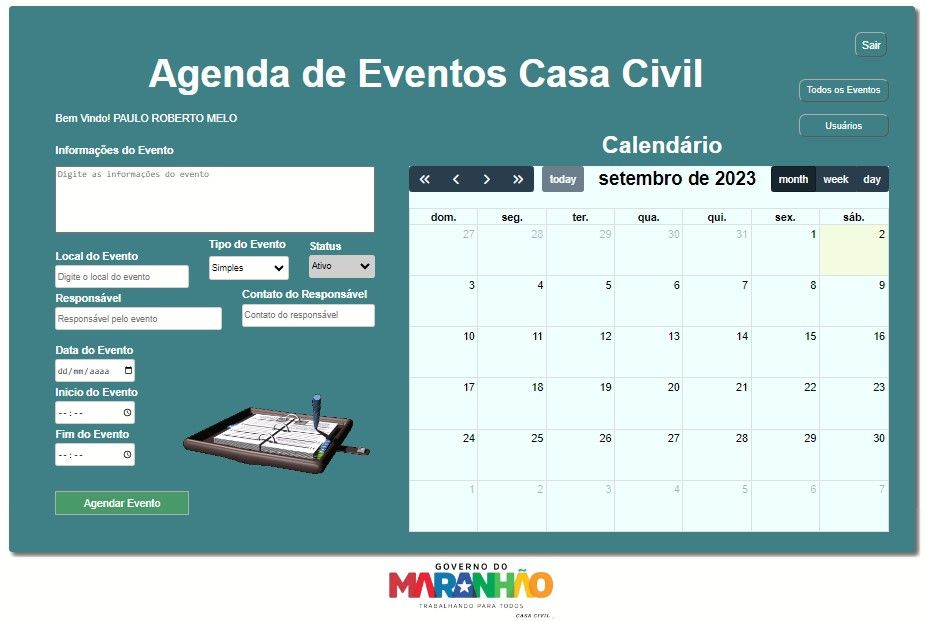 Sair
Agenda de Eventos Casa Civil
Todos os Eventos
Bem Vindo! PAULO ROBERTO MELO
Usuários
Informações do Evento
Digite as informações do evento
Local do Evento
Digite o local do evento
Tipo do Evento
Simples
Status
Ativo
Responsável
Responsável pelo evento
Contato do Responsável
Contato do responsável
Data do Evento
dd/mm/aaaa
Inicio do Evento
--:--
Fim do Evento
--:--
Agendar Evento
Calendário
« ‹ › » today setembro de 2023 month week day
dom. seg. ter. qua. qui. sex. sáb.
27 28 29 30 31 1 2
3 4 5 6 7 8 9
10 11 12 13 14 15 16
17 18 19 20 21 22 23
24 25 26 27 28 29 30
1 2 3 4 5 6 7
GOVERNO DO
MARANHÃO
TRABALHANDO PARA TODOS
CASA CIVIL